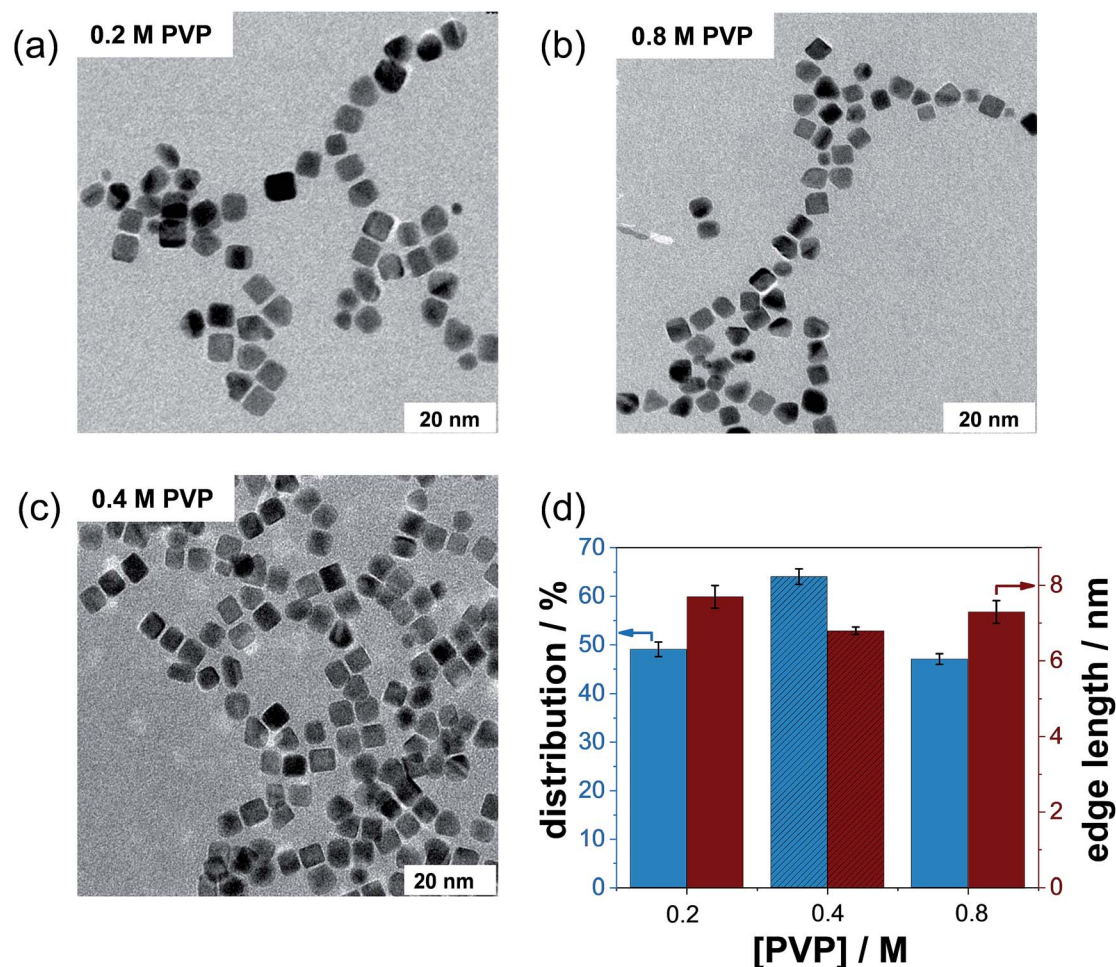 (a)
0.2 M PVP
20 nm
(b)
0.8 M PVP
20 nm
(c)
0.4 M PVP
20 nm
(d)
70
60
50
40
30
20
10
0
distribution / %
8
6
4
2
0
edge length / nm
0.2
0.4
0.8
[PVP] / M